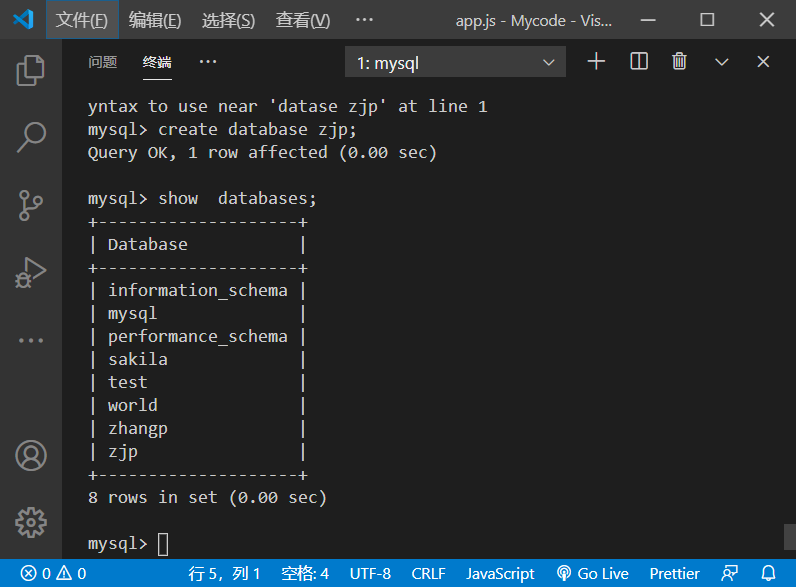 文件(F) 编辑(E) 选择(S) 查看(V) ··· app.js - Mycode - Vis...
问题 终端 ··· 1: mysql
yntax to use near 'datase zjp' at line 1
mysql> create database zjp;
Query OK, 1 row affected (0.00 sec)
mysql> show  databases;
+--------------------+
| Database           |
+--------------------+
| information_schema |
| mysql              |
| performance_schema |
| sakila             |
| test               |
| world              |
| zhangp             |
| zjp                |
+--------------------+
8 rows in set (0.00 sec)
mysql>
0 0 行 5，列 1 空格: 4 UTF-8 CRLF JavaScript Go Live Prettier